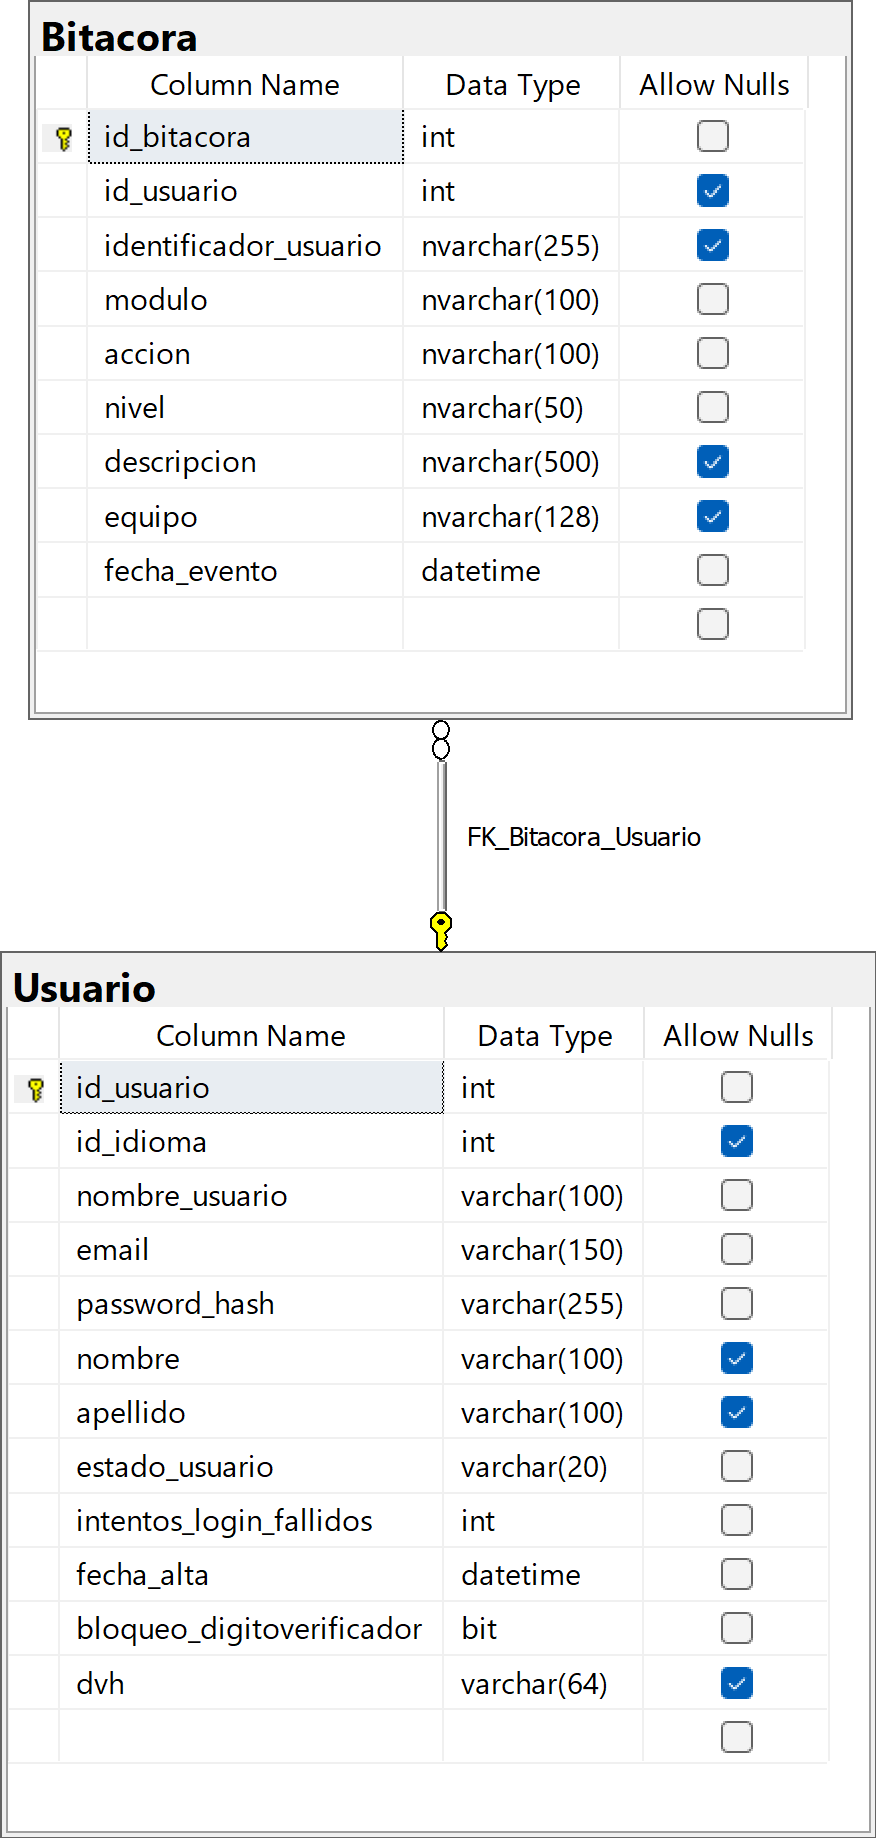 Bitacora
Column Name Data Type Allow Nulls
id_bitacora int
id_usuario int
identificador_usuario nvarchar(255)
modulo nvarchar(100)
accion nvarchar(100)
nivel nvarchar(50)
descripcion nvarchar(500)
equipo nvarchar(128)
fecha_evento datetime
FK_Bitacora_Usuario
Usuario
Column Name Data Type Allow Nulls
id_usuario int
id_idioma int
nombre_usuario varchar(100)
email varchar(150)
password_hash varchar(255)
nombre varchar(100)
apellido varchar(100)
estado_usuario varchar(20)
intentos_login_fallidos int
fecha_alta datetime
bloqueo_digitoverificador bit
dvh varchar(64)